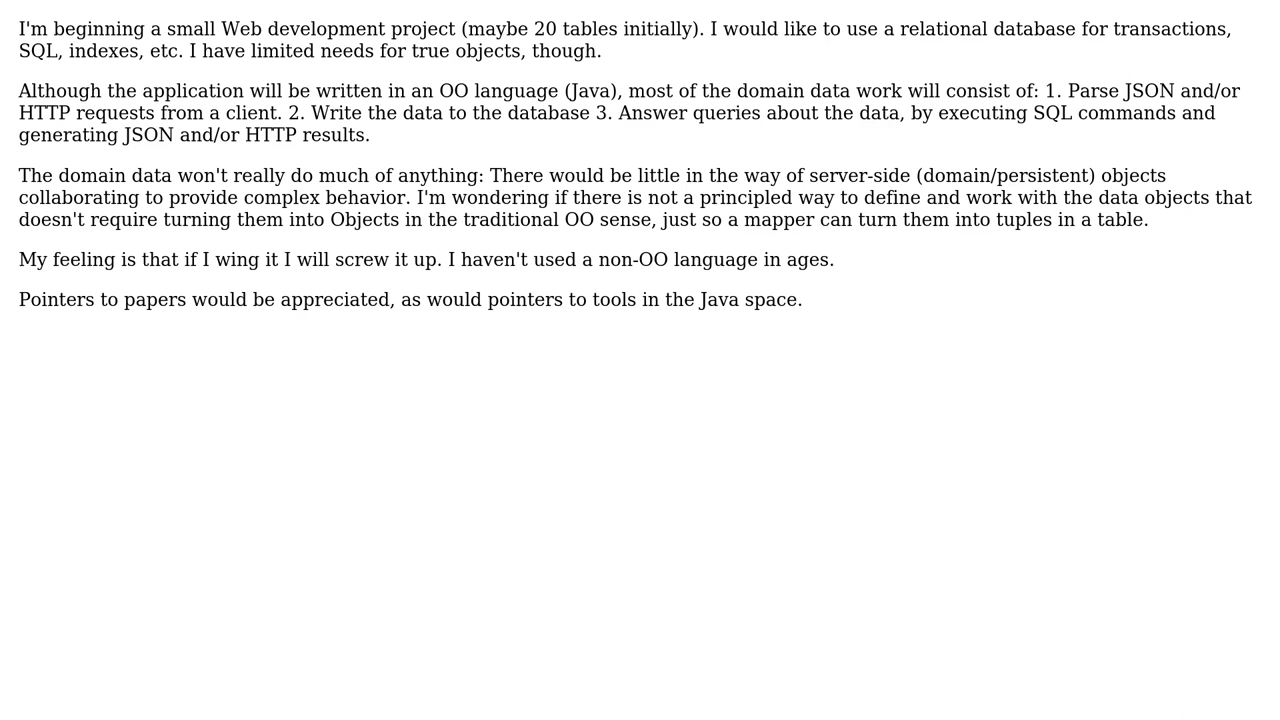 I'm beginning a small Web development project (maybe 20 tables initially). I would like to use a relational database for transactions,
SQL, indexes, etc. I have limited needs for true objects, though.
Although the application will be written in an OO language (Java), most of the domain data work will consist of: 1. Parse JSON and/or
HTTP requests from a client. 2. Write the data to the database 3. Answer queries about the data, by executing SQL commands and
generating JSON and/or HTTP results.
The domain data won't really do much of anything: There would be little in the way of server-side (domain/persistent) objects
collaborating to provide complex behavior. I'm wondering if there is not a principled way to define and work with the data objects that
doesn't require turning them into Objects in the traditional OO sense, just so a mapper can turn them into tuples in a table.
My feeling is that if I wing it I will screw it up. I haven't used a non-OO language in ages.
Pointers to papers would be appreciated, as would pointers to tools in the Java space.